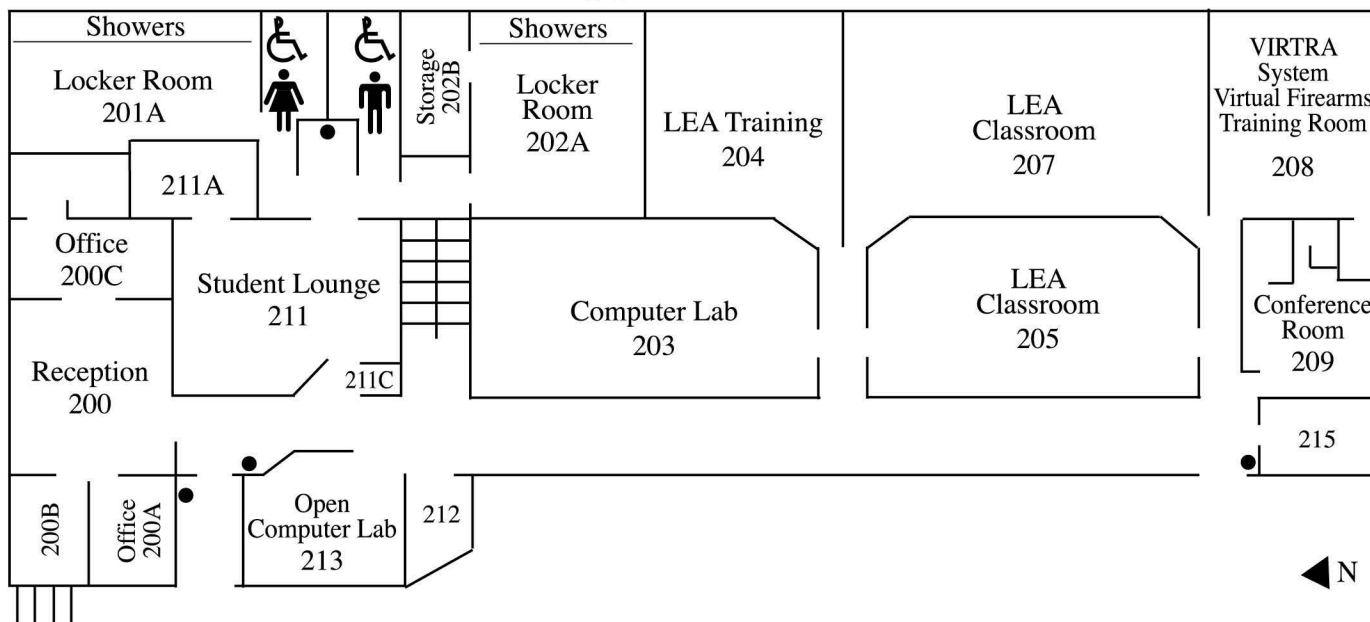 Showers
Locker Room
201A
Storage
202B
Showers
Locker
Room
202A
LEA Training
204
LEA
Classroom
207
VIRTRA
System
Virtual Firearms
Training Room
208
211A
Office
200C
Student Lounge
211
211C
Computer Lab
203
LEA
Classroom
205
Conference
Room
209
Reception
200
215
200B
Office
200A
Open
Computer Lab
213
212
N